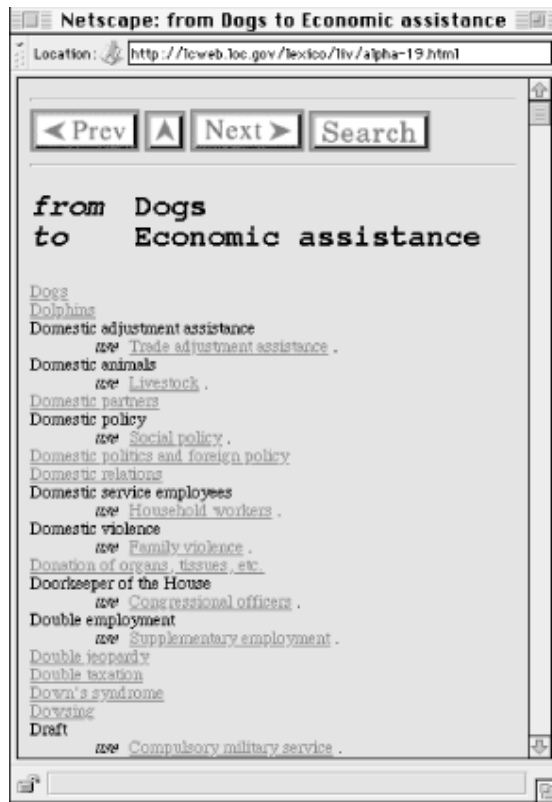 Netscape: from Dogs to Economic assistance
Location: http://lcweb.loc.gov/lexico/liv/alpha-19.html
Prev Next Search
from Dogs
to Economic assistance
Dogs
Dolphins
Domestic adjustment assistance
use Trade adjustment assistance .
Domestic animals
use Livestock .
Domestic partners
Domestic policy
use Social policy .
Domestic politics and foreign policy
Domestic relations
Domestic service employees
use Household workers .
Domestic violence
use Family violence .
Donation of organs, tissues, etc.
Doorkeeper of the House
use Congressional officers .
Double employment
use Supplementary employment .
Double jeopardy
Double taxation
Down's syndrome
Dowsing
Draft
use Compulsory military service .